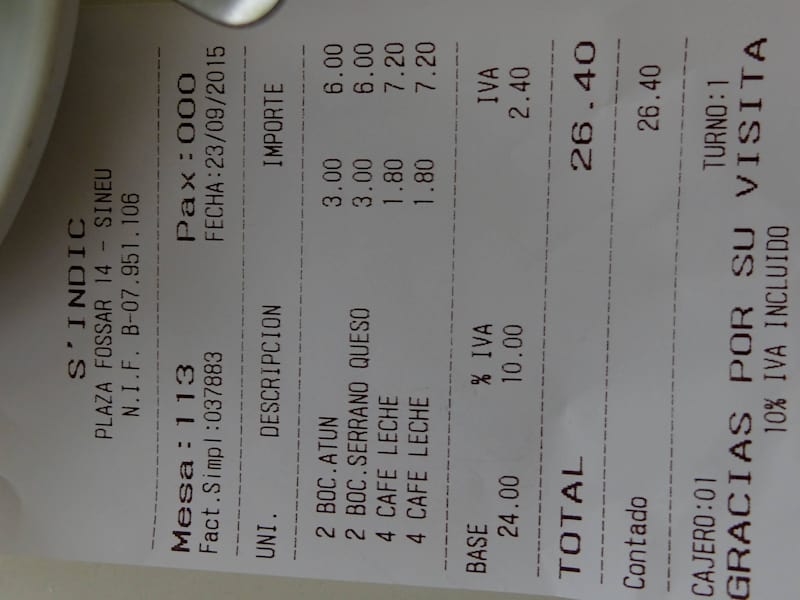 S'INDIC
PLAZA FOSSAR 14 - SINEU
N.I.F. B-07.951.106
Mesa:113 Pax:000
Fact.Simpl:037883 FECHA:23/09/2015
UNI. DESCRIPCION IMPORTE
2 BOC.ATUN 3.00 6.00
2 BOC.SERRANO QUESO 3.00 6.00
4 CAFE LECHE 1.80 7.20
4 CAFE LECHE 1.80 7.20
BASE % IVA IVA
24.00 10.00 2.40
TOTAL 26.40
Contado 26.40
CAJERO:01 TURNO:1
GRACIAS POR SU VISITA
10% IVA INCLUIDO